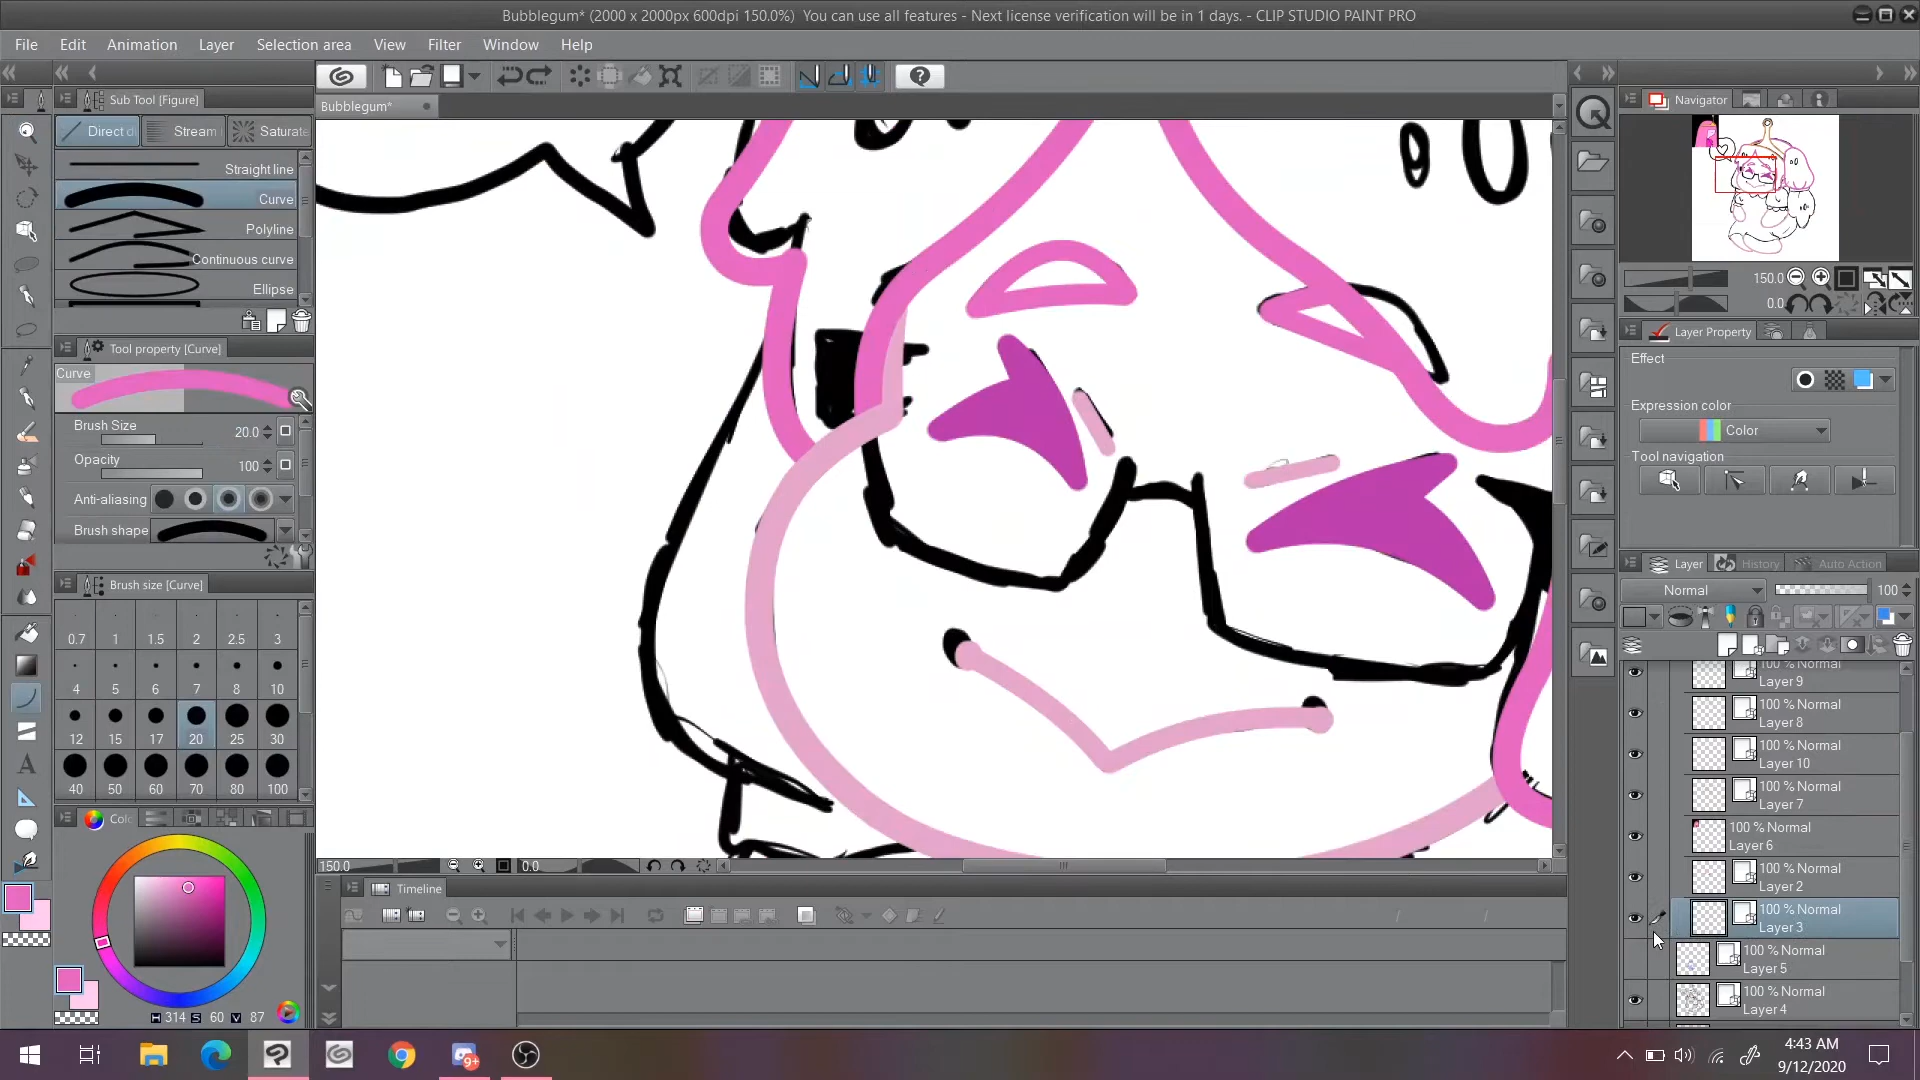 Bubblegum* (2000 x 2000px 600dpi 150.0%)  You can use all features - Next license verification will be in 1 days. - CLIP STUDIO PAINT PRO
File Edit Animation Layer Selection area View Filter Window Help
Sub Tool [Figure]
Bubblegum*
Navigator
Direct d
Stream
Saturate
Straight line
Curve
Polyline
Continuous curve
Ellipse
150.0
0.0
Tool property [Curve]
Layer Property
Curve
Effect
Expression color
Color
Tool navigation
Brush Size 20.0
Opacity 100
Anti-aliasing
Brush shape
Brush size [Curve]
Layer History Auto Action
Normal 100
0.7 1 1.5 2 2.5 3
4 5 6 7 8 10
12 15 17 20 25 30
40 50 60 70 80 100
100 % Normal
Layer 9
100 % Normal
Layer 8
100 % Normal
Layer 10
100 % Normal
Layer 7
100 % Normal
Layer 6
100 % Normal
Layer 2
100 % Normal
Layer 3
100 % Normal
Layer 5
100 % Normal
Layer 4
Colo
150.0 0.0
Timeline
H 314 S 60 V 87
9+
4:43 AM
9/12/2020